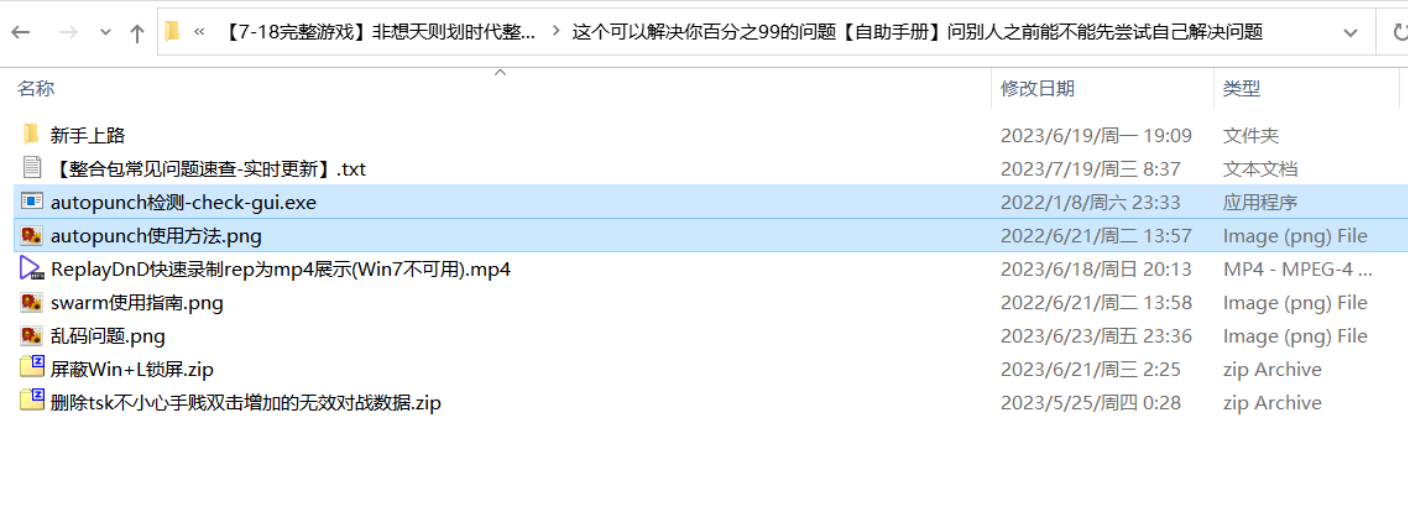 « 【7-18完整游戏】非想天则划时代整... > 这个可以解决你百分之99的问题【自助手册】问别人之前能不能先尝试自己解决问题
名称 修改日期 类型
新手上路 2023/6/19/周一 19:09 文件夹
【整合包常见问题速查-实时更新】.txt 2023/7/19/周三 8:37 文本文档
autopunch检测-check-gui.exe 2022/1/8/周六 23:33 应用程序
autopunch使用方法.png 2022/6/21/周二 13:57 Image (png) File
ReplayDnD快速录制rep为mp4展示(Win7不可用).mp4 2023/6/18/周日 20:13 MP4 - MPEG-4 ...
swarm使用指南.png 2022/6/21/周二 13:58 Image (png) File
乱码问题.png 2023/6/23/周五 23:36 Image (png) File
屏蔽Win+L锁屏.zip 2023/6/21/周三 2:25 zip Archive
删除tsk不小心手贱双击增加的无效对战数据.zip 2023/5/25/周四 0:28 zip Archive